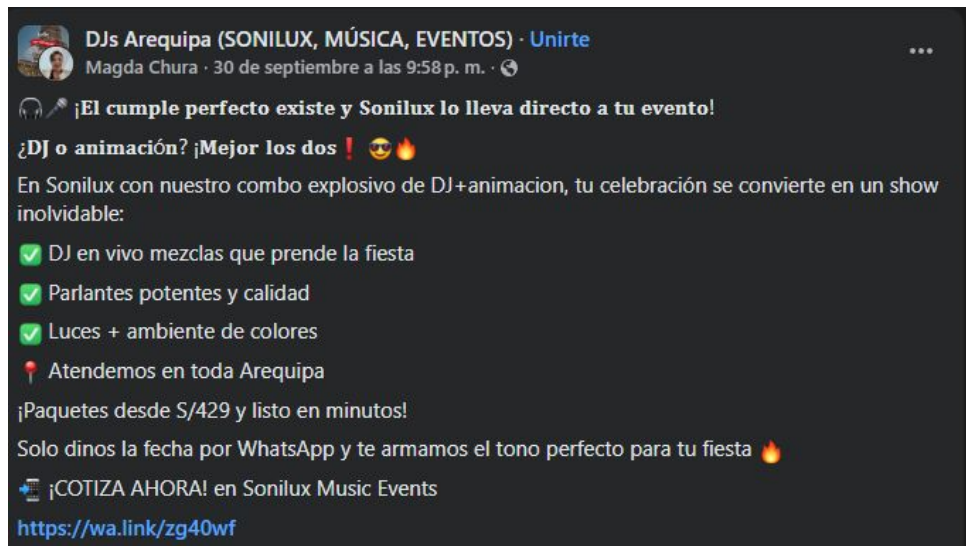 DJs Arequipa (SONILUX, MÚSICA, EVENTOS) · Unirte
Magda Chura · 30 de septiembre a las 9:58 p. m. ·
🎧🎤 ¡El cumple perfecto existe y Sonilux lo lleva directo a tu evento!
¿DJ o animación? ¡Mejor los dos❗ 😎🔥
En Sonilux con nuestro combo explosivo de DJ+animacion, tu celebración se convierte en un show
inolvidable:
✅ DJ en vivo mezclas que prende la fiesta
✅ Parlantes potentes y calidad
✅ Luces + ambiente de colores
📍 Atendemos en toda Arequipa
¡Paquetes desde S/429 y listo en minutos!
Solo dinos la fecha por WhatsApp y te armamos el tono perfecto para tu fiesta 🔥
📲 ¡COTIZA AHORA! en Sonilux Music Events
https://wa.link/zg40wf